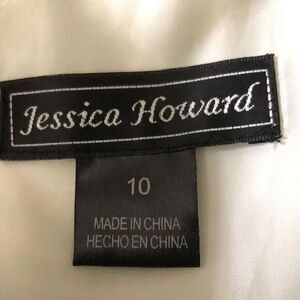 Jessica Howard
10
MADE IN CHINA
HECHO EN CHINA